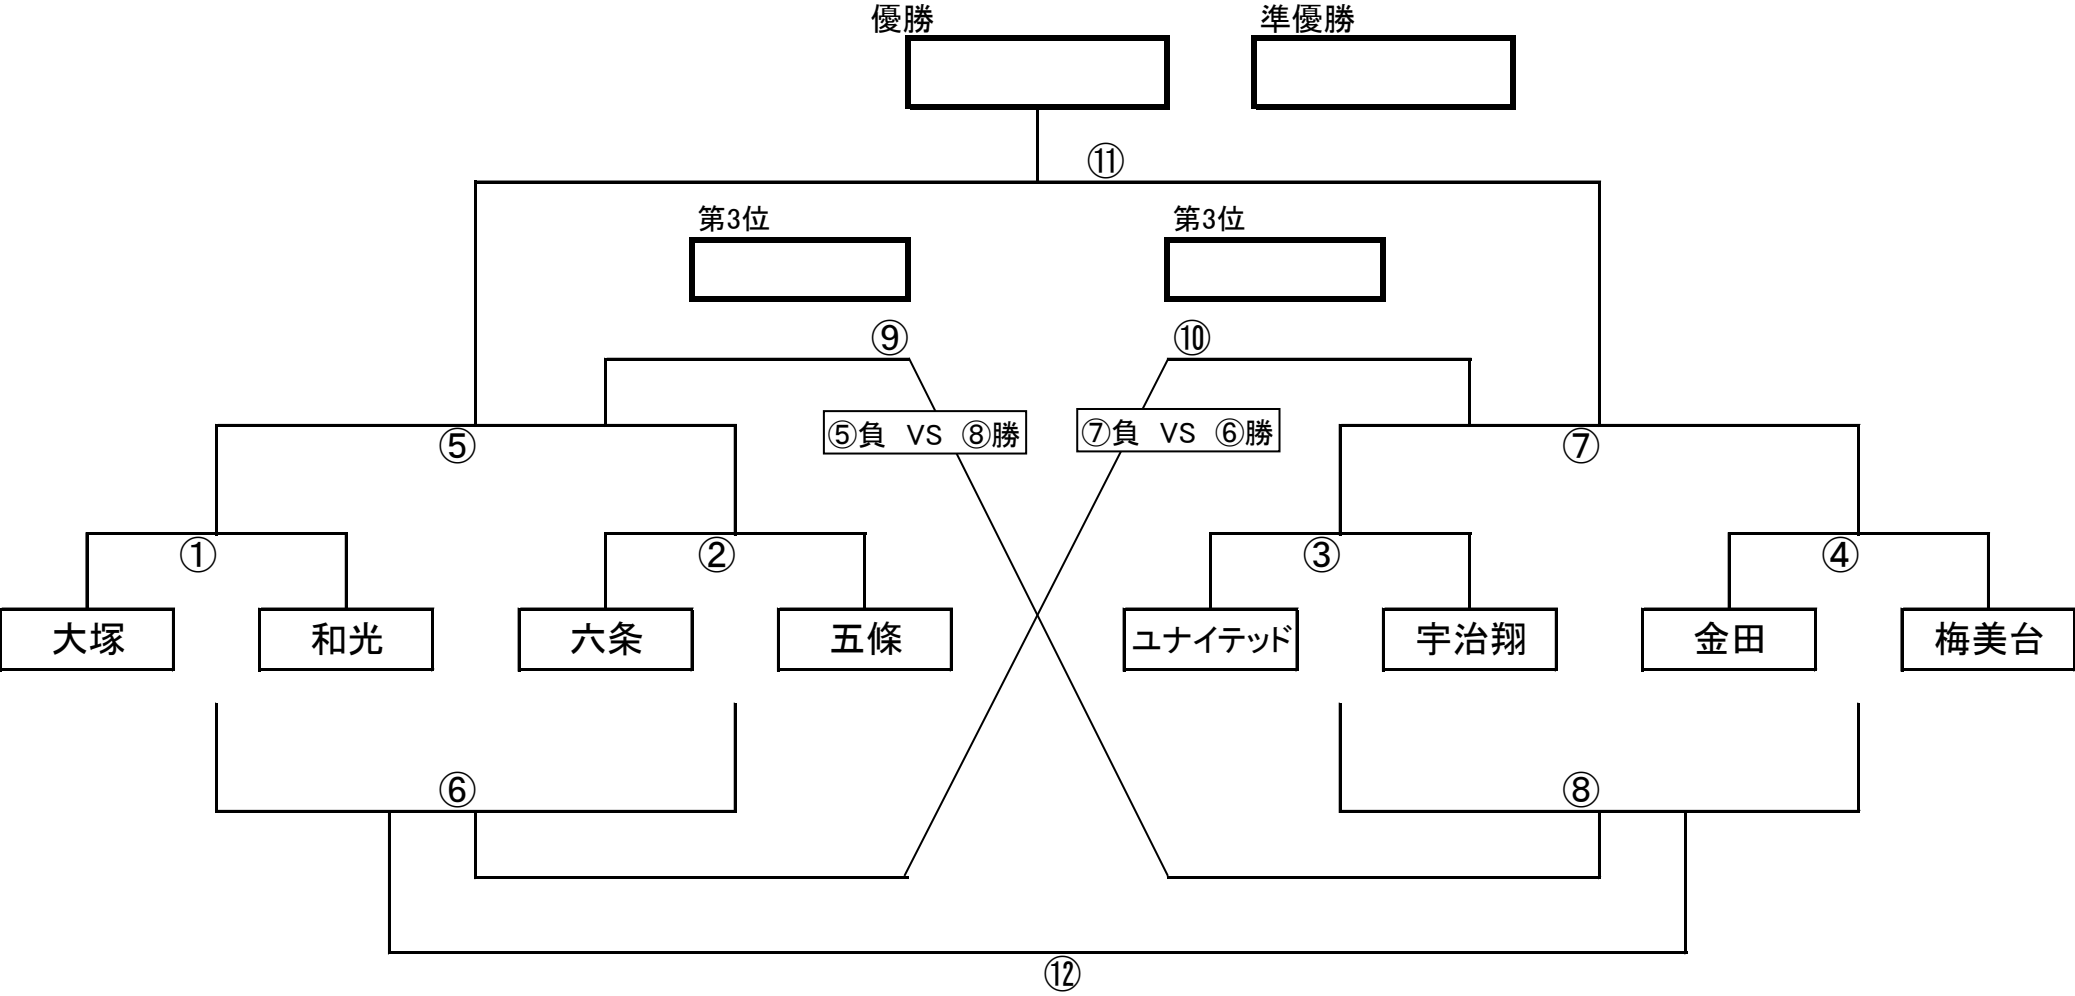 優勝
準優勝
⑪
第3位
第3位
⑨
⑩
⑤負 VS ⑧勝
⑦負 VS ⑥勝
⑤
⑦
①
②
③
④
大塚
和光
六条
五條
ユナイテッド
宇治翔
金田
梅美台
⑥
⑧
⑫